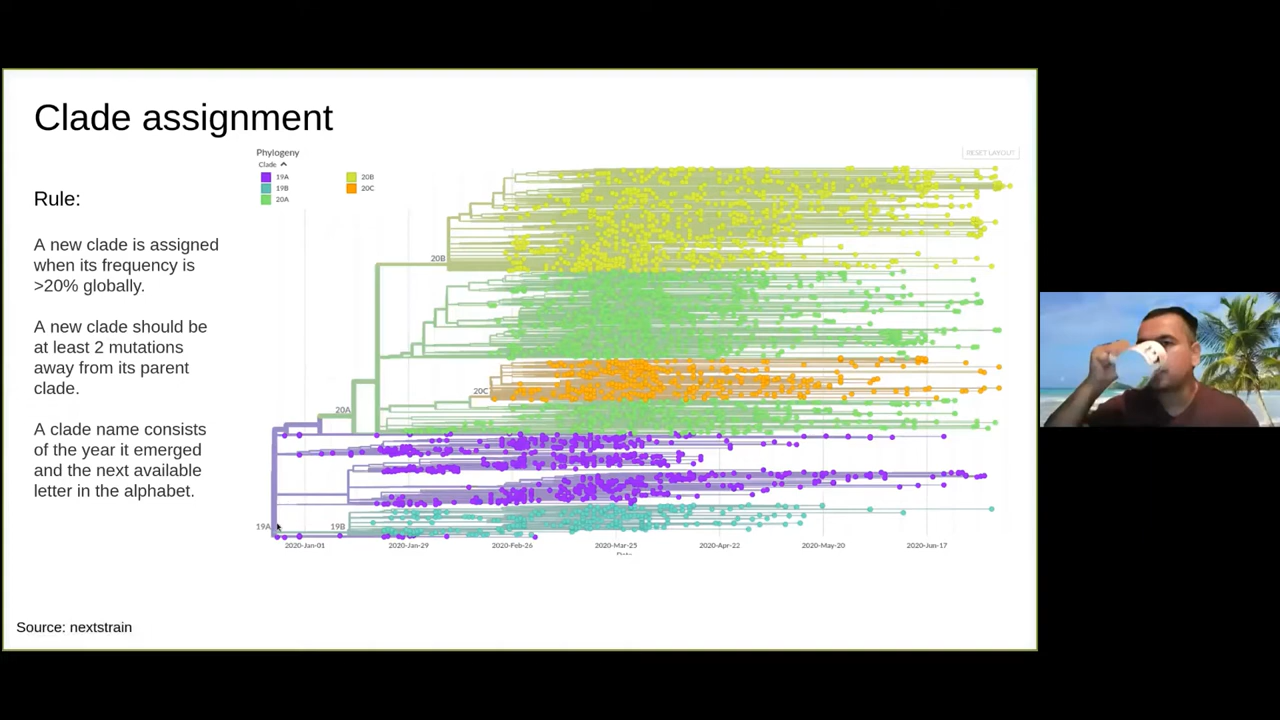 Clade assignment
Phylogeny
RESET LAYOUT
Clade
19A
20B
19B
20C
20A
Rule:
A new clade is assigned
when its frequency is
>20% globally.
A new clade should be
at least 2 mutations
away from its parent
clade.
A clade name consists
of the year it emerged
and the next available
letter in the alphabet.
20B
20C
20A
19A
19B
2020-Jan-01
2020-Jan-29
2020-Feb-26
2020-Mar-25
2020-Apr-22
2020-May-20
2020-Jun-17
Date
Source: nextstrain